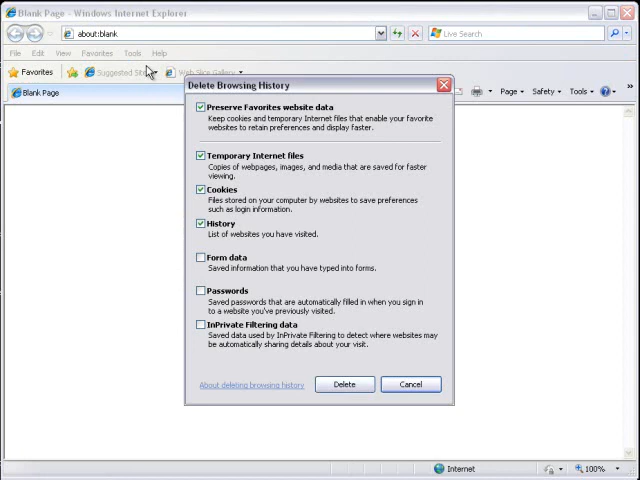 Blank Page - Windows Internet Explorer
about:blank
Live Search
File Edit View Favorites Tools Help
Favorites Suggested Sites Web Slice Gallery
Blank Page
Page Safety Tools »
Delete Browsing History
Preserve Favorites website data
Keep cookies and temporary Internet files that enable your favorite
websites to retain preferences and display faster.
Temporary Internet files
Copies of webpages, images, and media that are saved for faster
viewing.
Cookies
Files stored on your computer by websites to save preferences
such as login information.
History
List of websites you have visited.
Form data
Saved information that you have typed into forms.
Passwords
Saved passwords that are automatically filled in when you sign in
to a website you've previously visited.
InPrivate Filtering data
Saved data used by InPrivate Filtering to detect where websites may
be automatically sharing details about your visit.
About deleting browsing history Delete Cancel
Internet 100%